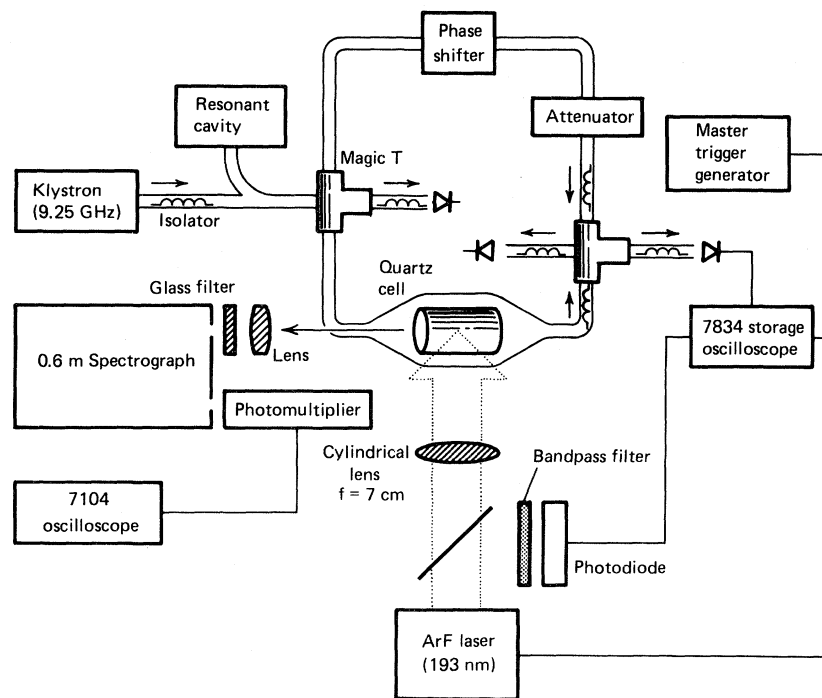 Phase
shifter
Resonant
cavity
Attenuator
Master
trigger
generator
Magic T
Klystron
(9.25 GHz)
Isolator
Quartz
cell
Glass filter
7834 storage
oscilloscope
0.6 m Spectrograph
Lens
Photomultiplier
Cylindrical
lens
f = 7 cm
Bandpass filter
7104
oscilloscope
Photodiode
ArF laser
(193 nm)